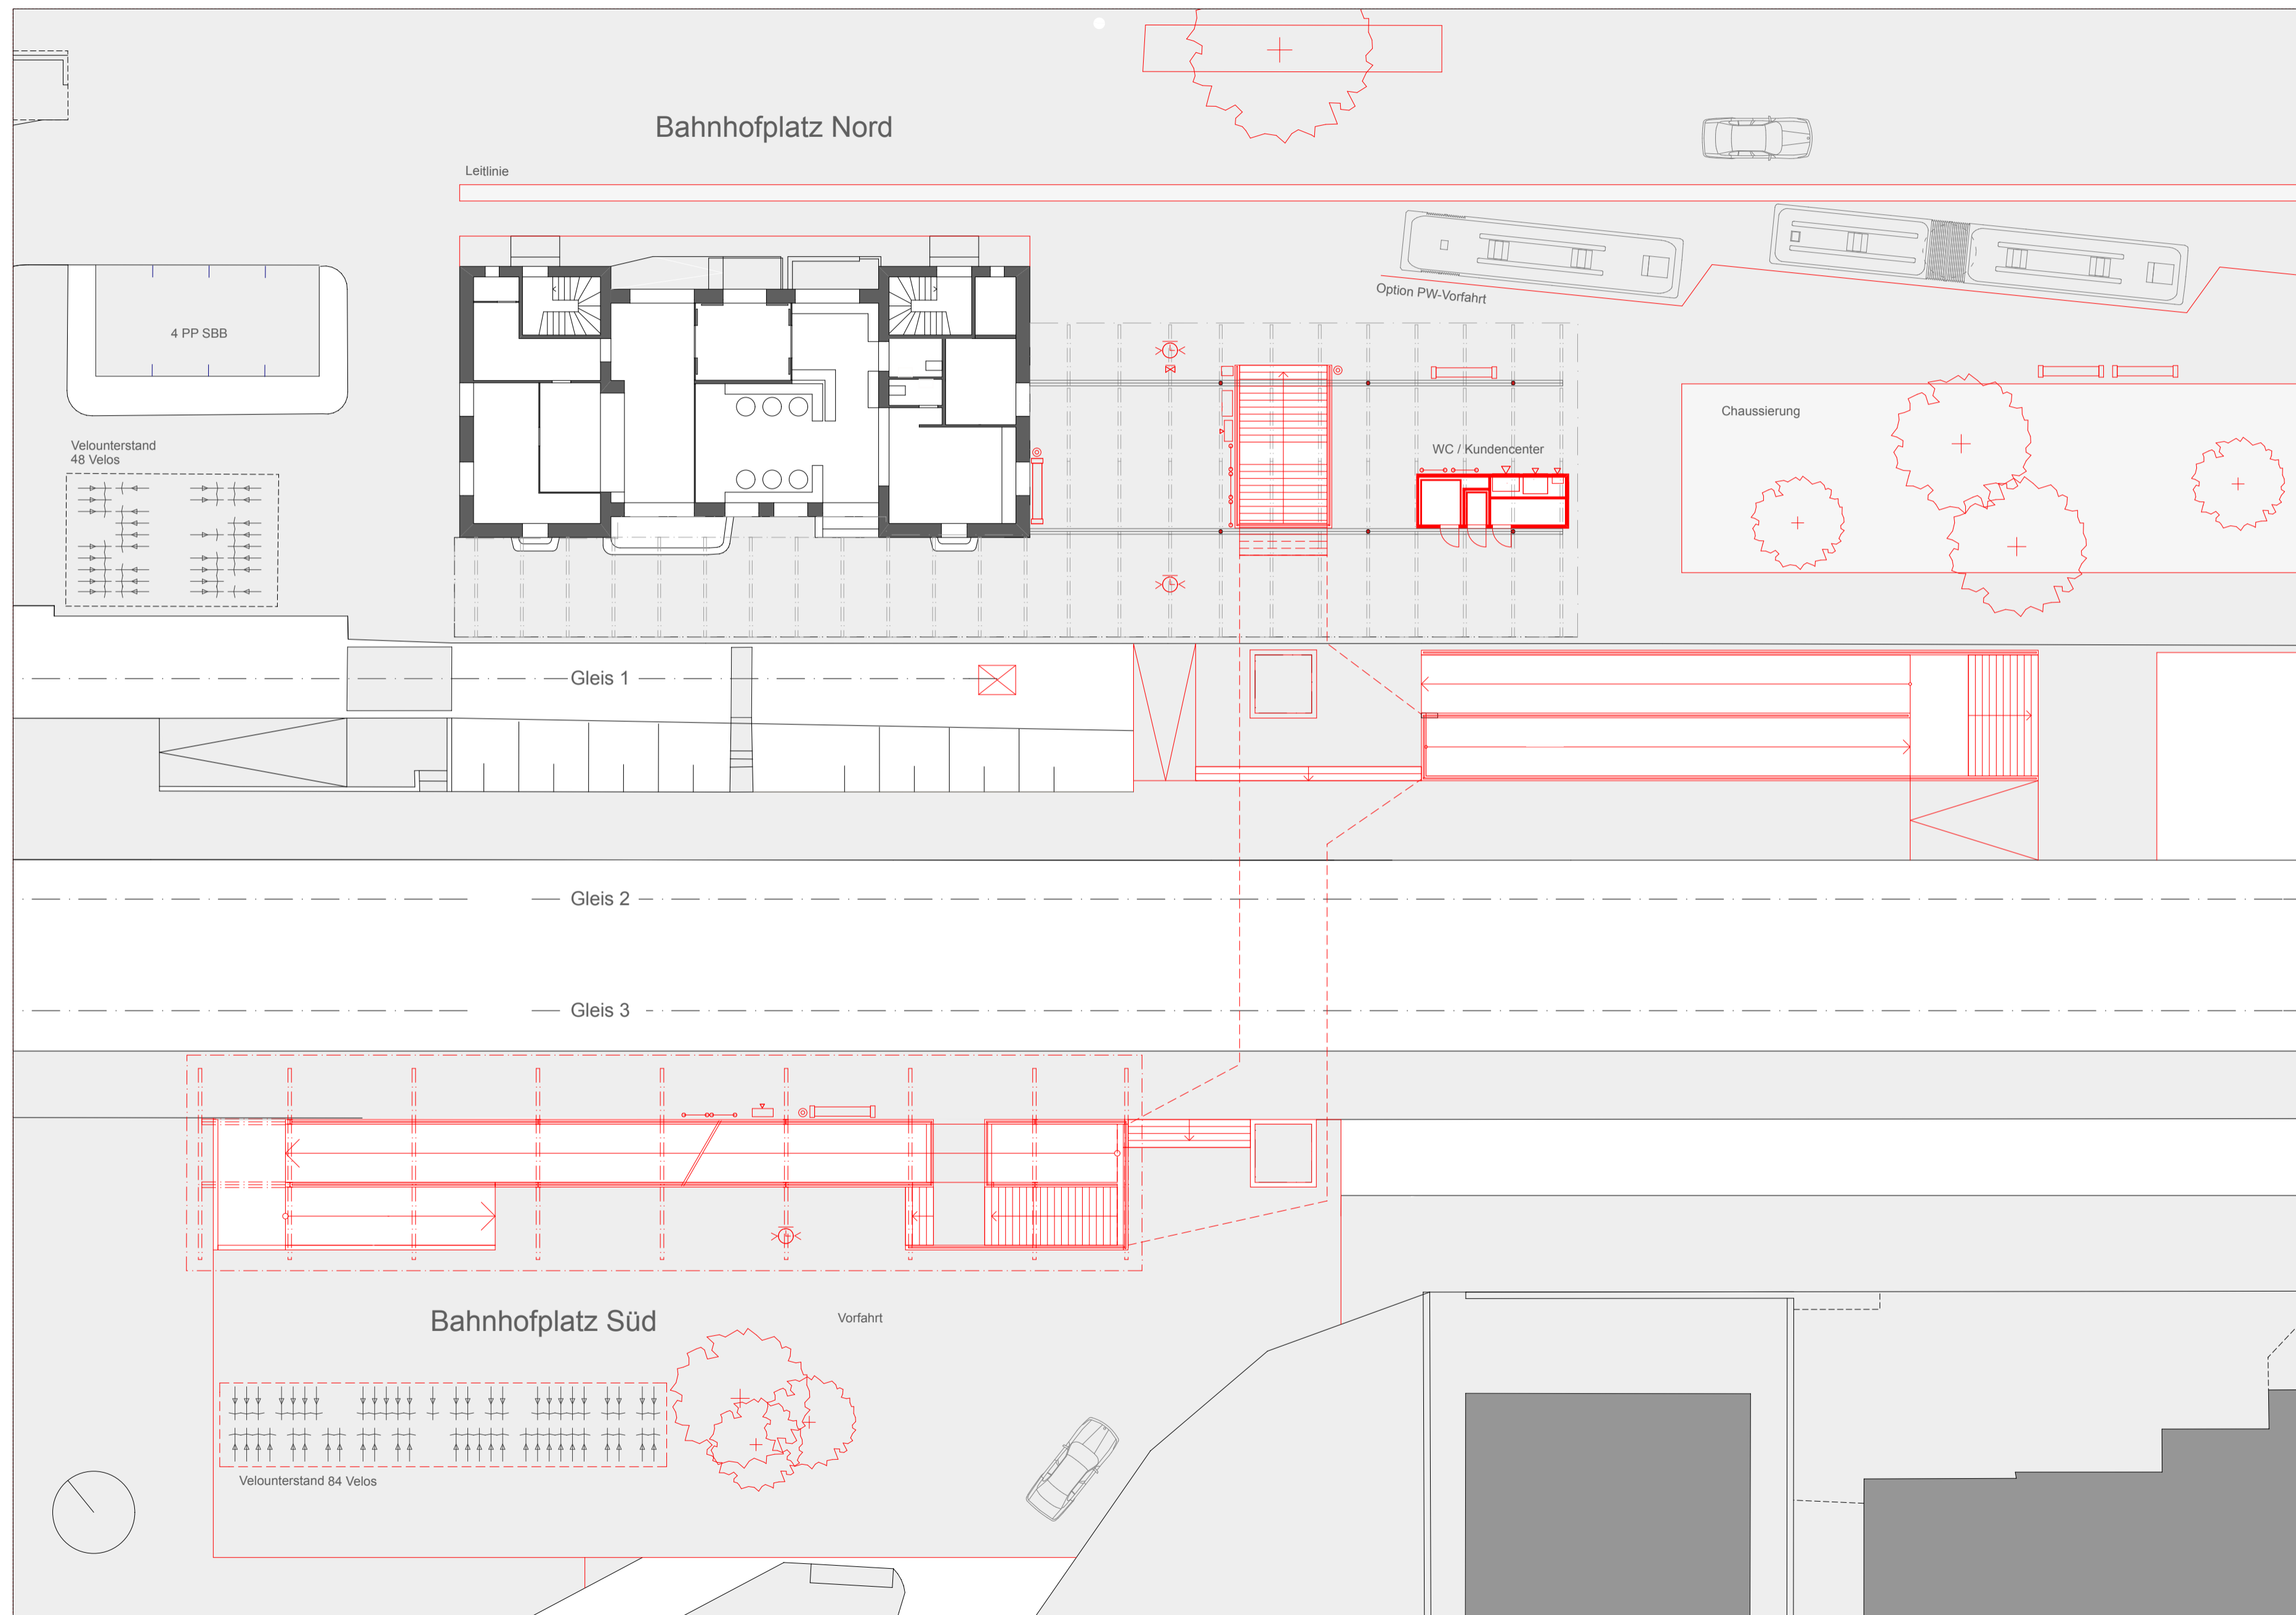 Bahnhofplatz Nord
Leitlinie
Option PW-Vorfahrt
4 PP SBB
Chaussierung
Velounterstand
48 Velos
WC / Kundencenter
Gleis 1
Gleis 2
Gleis 3
Bahnhofplatz Süd
Vorfahrt
Velounterstand 84 Velos